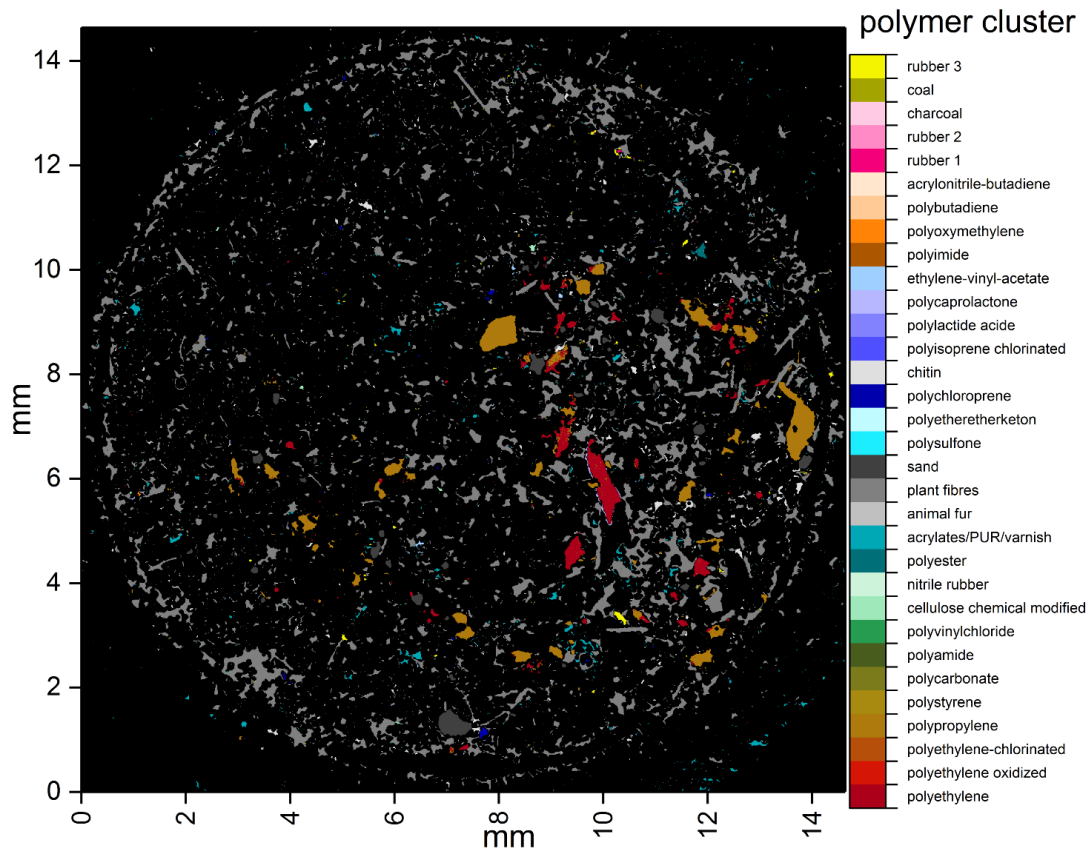 polymer cluster
rubber 3
coal
charcoal
rubber 2
rubber 1
acrylonitrile-butadiene
polybutadiene
polyoxymethylene
polyimide
ethylene-vinyl-acetate
polycaprolactone
polylactide acide
polyisoprene chlorinated
chitin
polychloroprene
polyetheretherketon
polysulfone
sand
plant fibres
animal fur
acrylates/PUR/varnish
polyester
nitrile rubber
cellulose chemical modified
polyvinylchloride
polyamide
polycarbonate
polystyrene
polypropylene
polyethylene-chlorinated
polyethylene oxidized
polyethylene
14
12
10
8
6
4
2
0
mm
0 2 4 6 8 10 12 14
mm